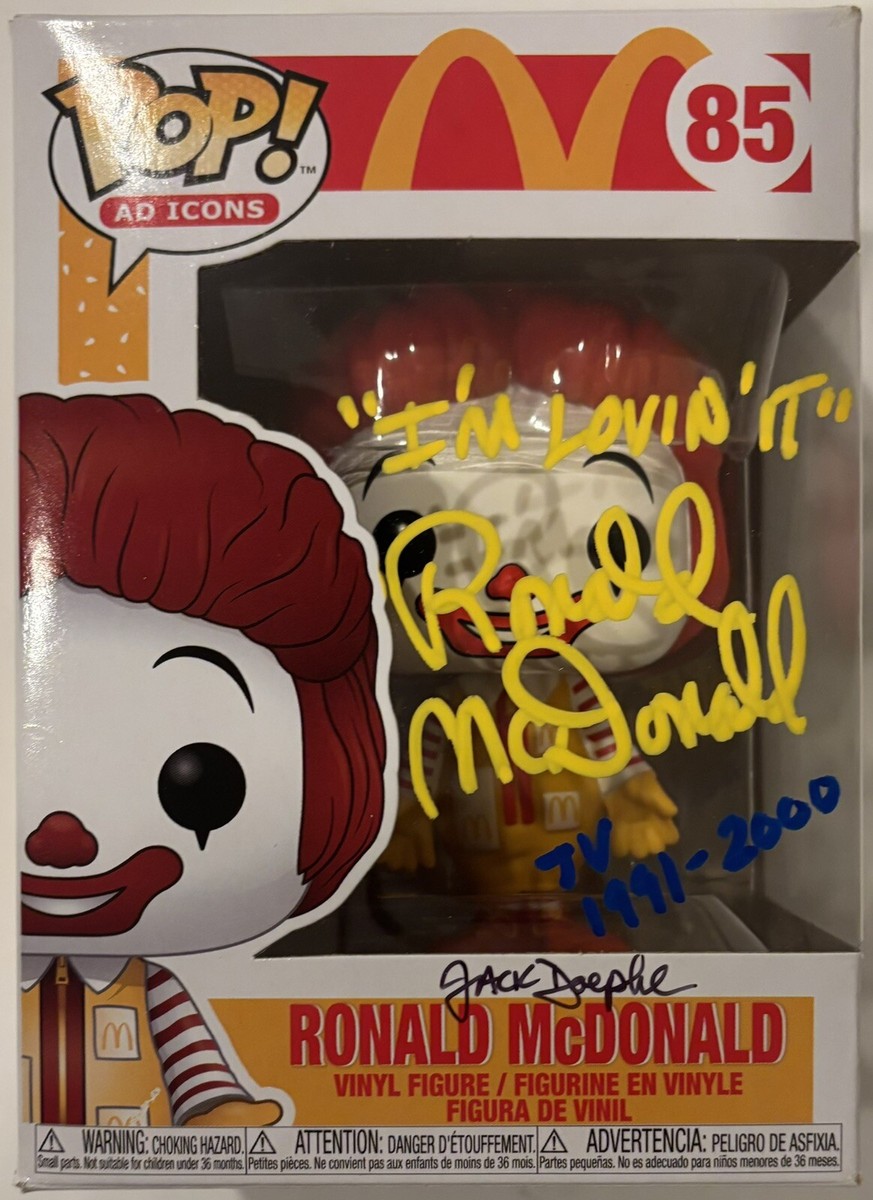 POP!™
85
AD ICONS
"I'M LOVIN' IT"
Ronald
McDonald
TV
1991-2000
JACK Doepke
RONALD McDONALD
VINYL FIGURE / FIGURINE EN VINYLE
FIGURA DE VINIL
WARNING: CHOKING HAZARD.
Small parts. Not suitable for children under 36 months.
ATTENTION: DANGER D'ÉTOUFFEMENT.
Petites pièces. Ne convient pas aux enfants de moins de 36 mois.
ADVERTENCIA: PELIGRO DE ASFIXIA.
Partes pequeñas. No es adecuado para niños menores de 36 meses.